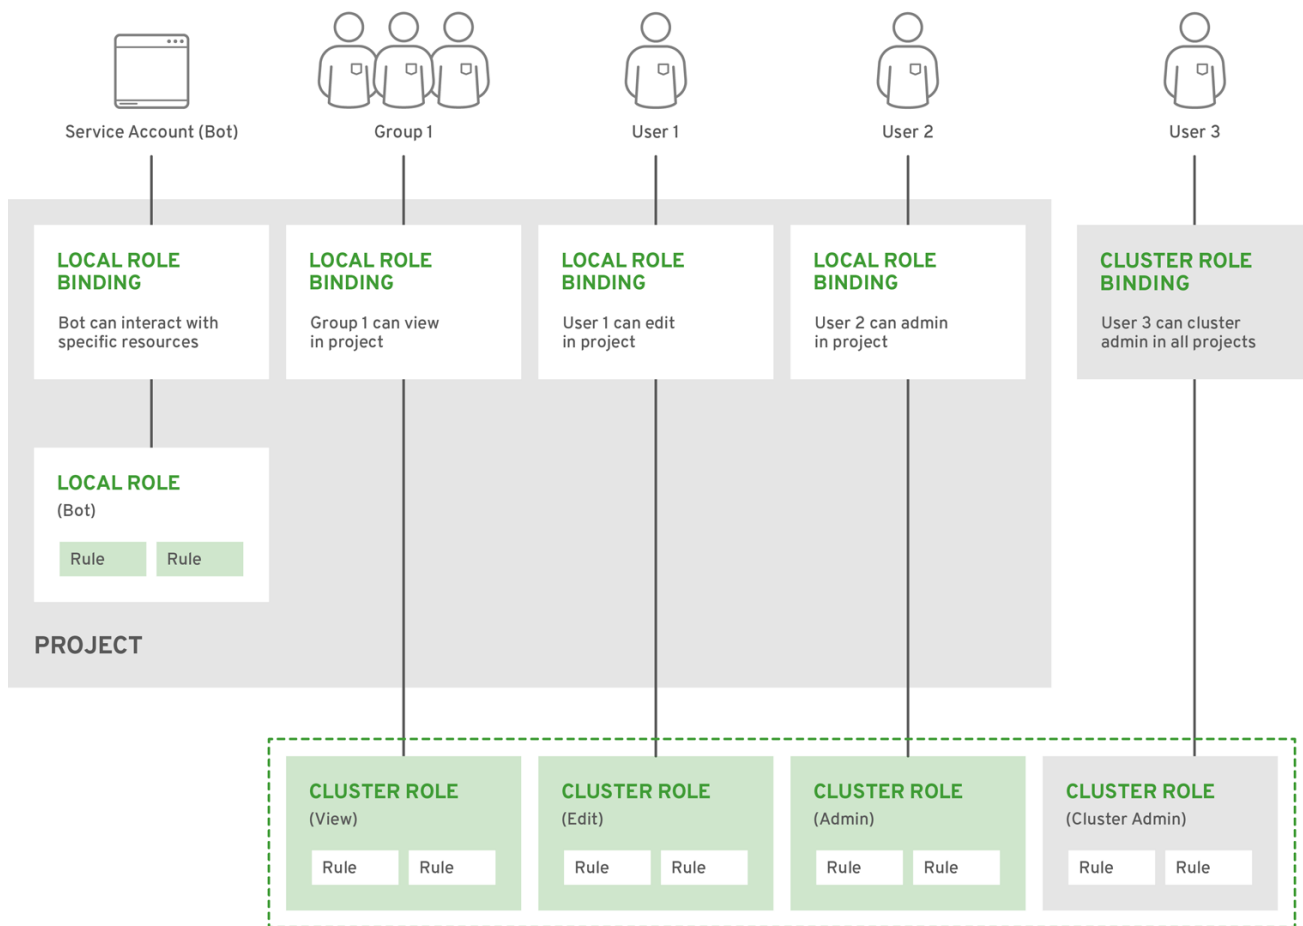 Service Account (Bot)
Group 1
User 1
User 2
User 3
LOCAL ROLE
BINDING
Bot can interact with
specific resources
LOCAL ROLE
BINDING
Group 1 can view
in project
LOCAL ROLE
BINDING
User 1 can edit
in project
LOCAL ROLE
BINDING
User 2 can admin
in project
CLUSTER ROLE
BINDING
User 3 can cluster
admin in all projects
LOCAL ROLE
(Bot)
Rule
Rule
PROJECT
CLUSTER ROLE
(View)
Rule
Rule
CLUSTER ROLE
(Edit)
Rule
Rule
CLUSTER ROLE
(Admin)
Rule
Rule
CLUSTER ROLE
(Cluster Admin)
Rule
Rule